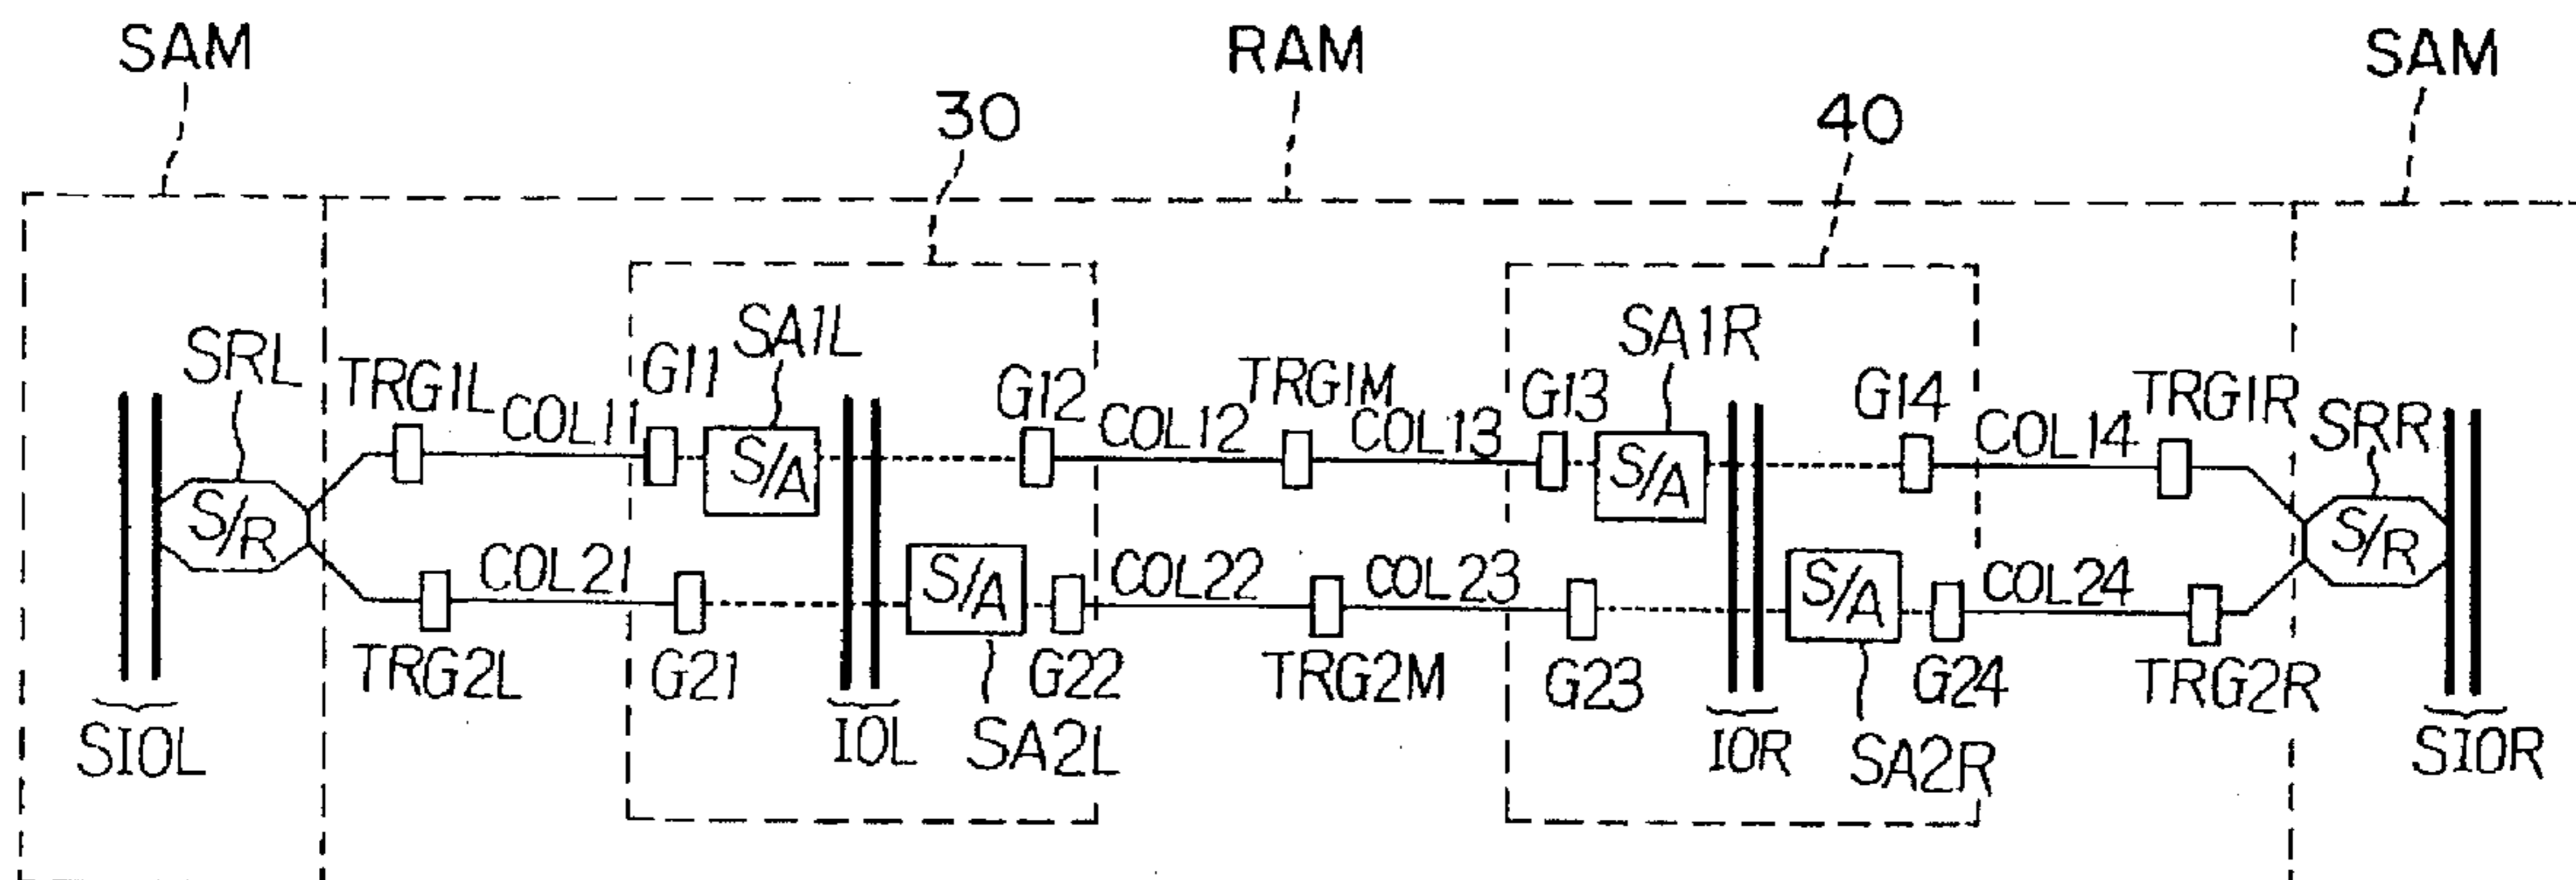 SAM
RAM
SAM
30
40
SRL
TRG1L
COL11
G11
SA1L
G12
COL12
TRG1M
COL13
G13
SA1R
G14
COL14
TRG1R
SRR
S/R
S/A
S/A
S/R
COL21
S/A
COL22
COL23
S/A
COL24
TRG2L
G21
G22
TRG2M
G23
G24
TRG2R
SIOL
IOL
SA2L
IOR
SA2R
SIOR